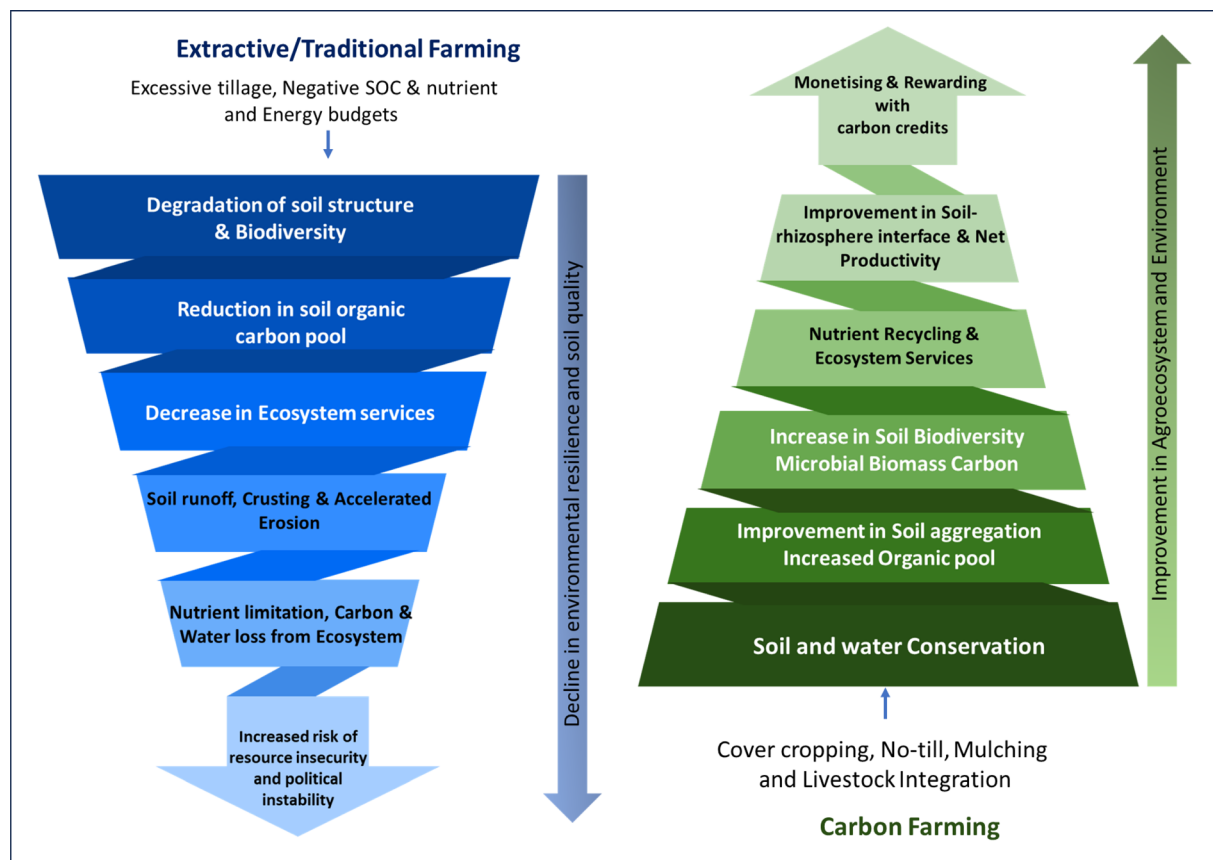 Extractive/Traditional Farming
Excessive tillage, Negative SOC & nutrient
and Energy budgets
Degradation of soil structure
& Biodiversity
Reduction in soil organic
carbon pool
Decrease in Ecosystem services
Soil runoff, Crusting & Accelerated
Erosion
Nutrient limitation, Carbon &
Water loss from Ecosystem
Increased risk of
resource insecurity
and political
instability
Decline in environmental resilience and soil quality
Monetising & Rewarding
with
carbon credits
Improvement in Soil-
rhizosphere interface & Net
Productivity
Nutrient Recycling &
Ecosystem Services
Increase in Soil Biodiversity
Microbial Biomass Carbon
Improvement in Soil aggregation
Increased Organic pool
Soil and water Conservation
Cover cropping, No-till, Mulching
and Livestock Integration
Carbon Farming
Improvement in Agroecosystem and Environment